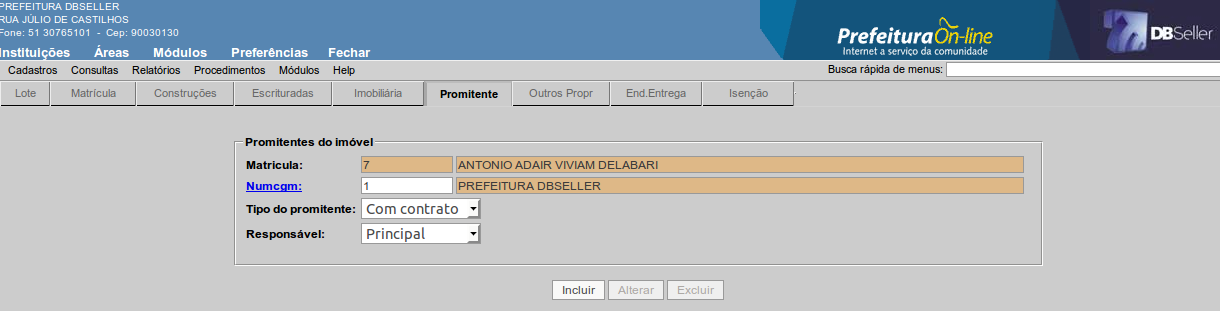 PREFEITURA DBSELLER
RUA JÚLIO DE CASTILHOS
Fone: 51 30765101 - Cep: 90030130
Prefeitura On-line
Internet a serviço da comunidade
DBSeller
Instituições Áreas Módulos Preferências Fechar
Cadastros Consultas Relatórios Procedimentos Módulos Help
Busca rápida de menus:
Lote Matrícula Construções Escrituradas Imobiliária Promitente Outros Propr End.Entrega Isenção
Promitentes do imóvel
Matricula: 7 ANTONIO ADAIR VIVIAM DELABARI
Numcgm: 1 PREFEITURA DBSELLER
Tipo do promitente: Com contrato
Responsável: Principal
Incluir Alterar Excluir